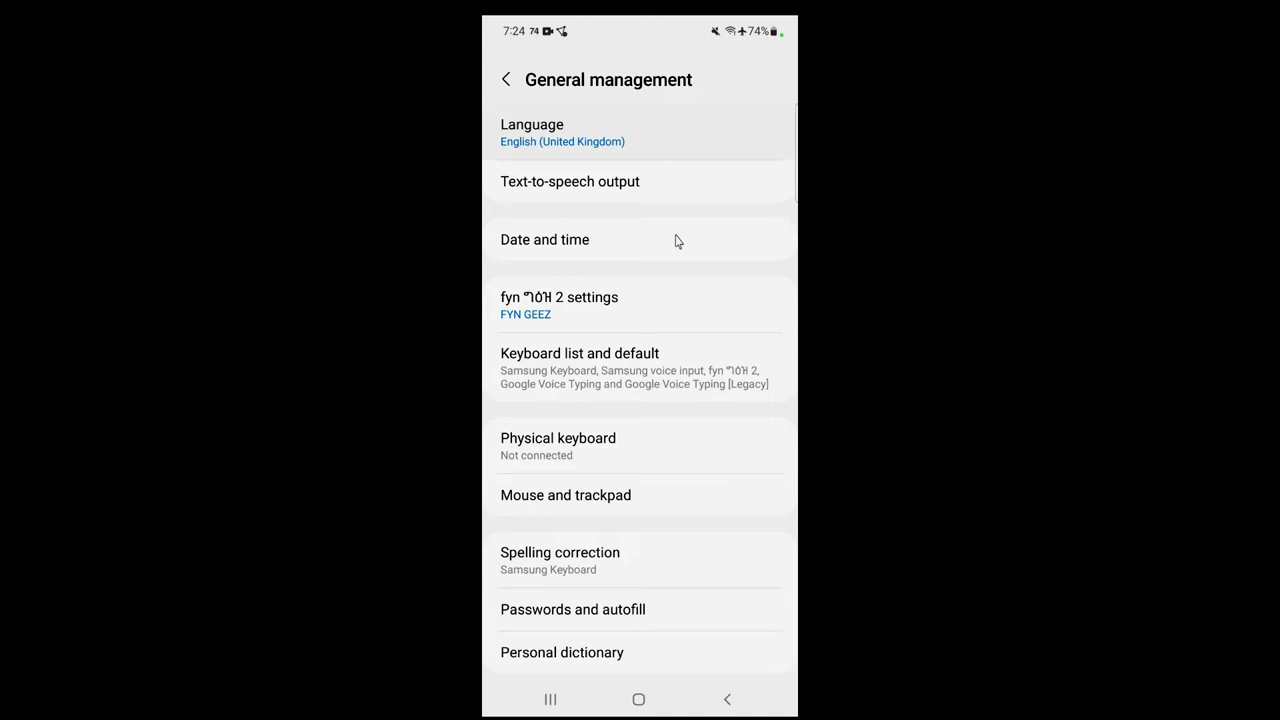 7:24 74 74%
General management
Language
English (United Kingdom)
Text-to-speech output
Date and time
fyn ግዕዝ 2 settings
FYN GEEZ
Keyboard list and default
Samsung Keyboard, Samsung voice input, fyn ግዕዝ 2,
Google Voice Typing and Google Voice Typing [Legacy]
Physical keyboard
Not connected
Mouse and trackpad
Spelling correction
Samsung Keyboard
Passwords and autofill
Personal dictionary